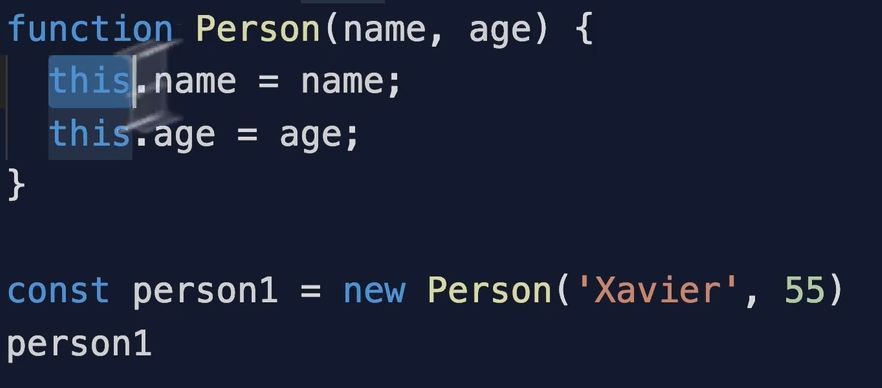 function Person(name, age) {
this.name = name;
this.age = age;
}
const person1 = new Person('Xavier', 55)
person1